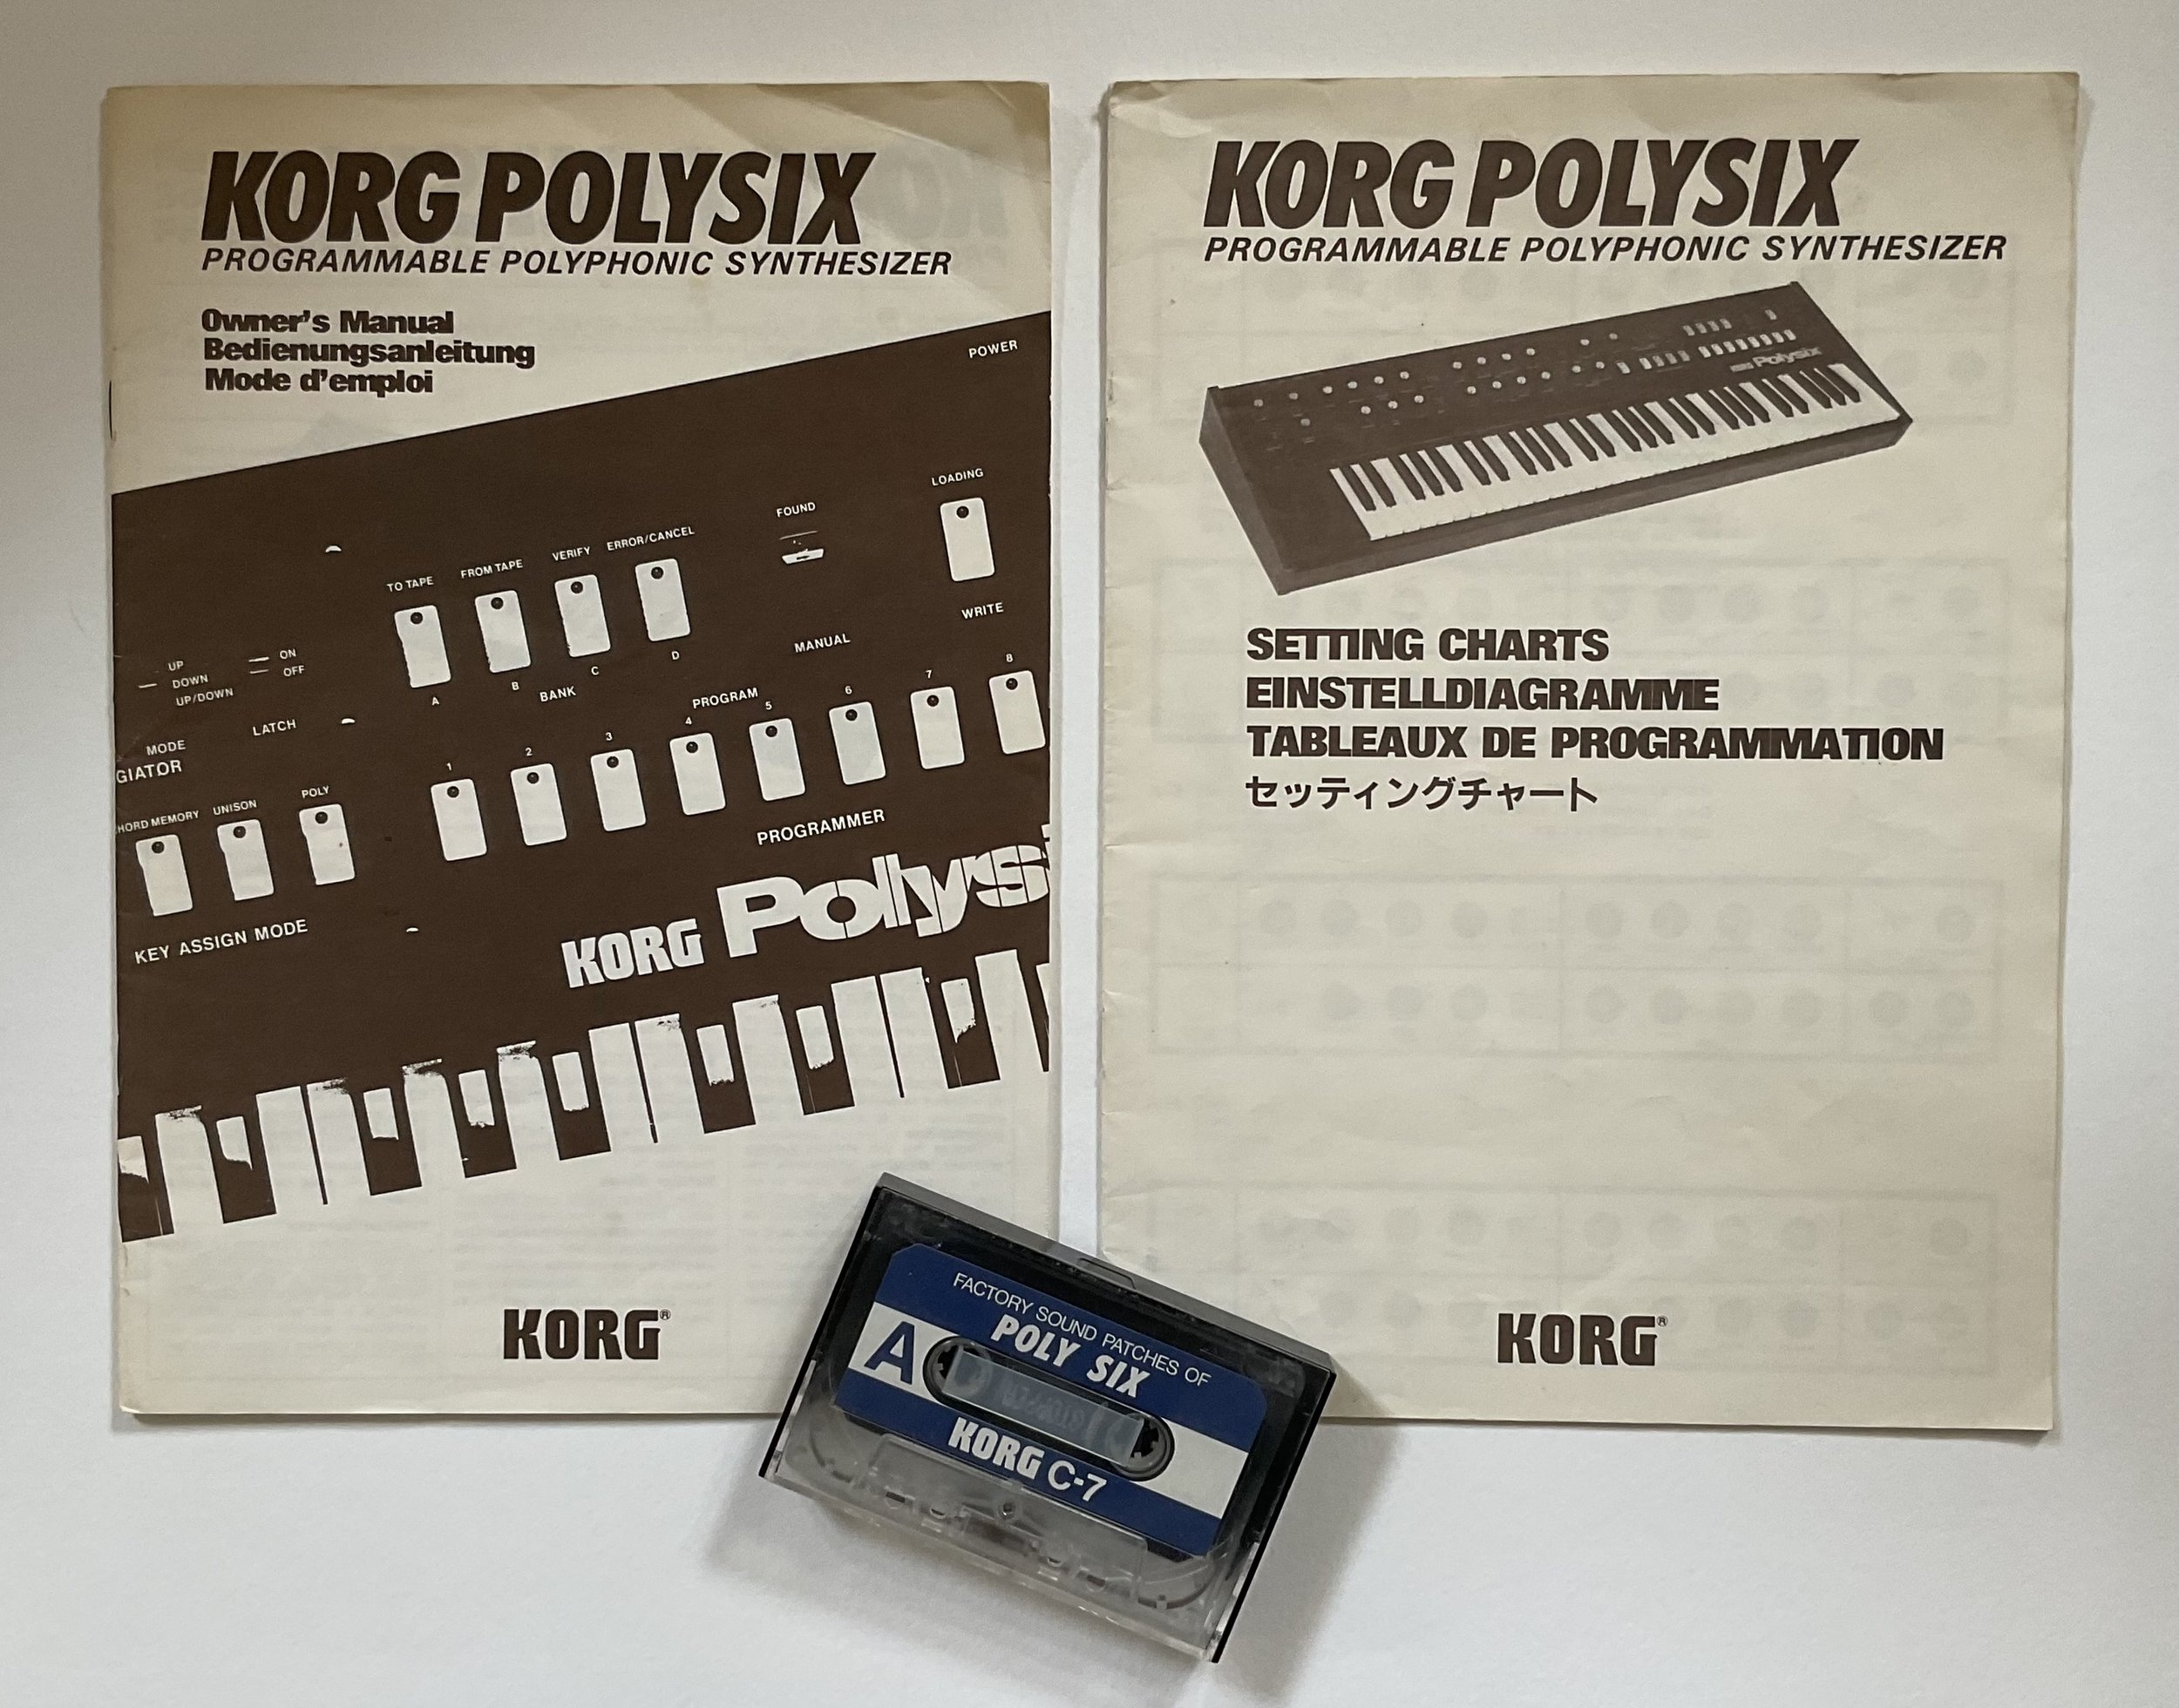 KORG POLYSIX
PROGRAMMABLE POLYPHONIC SYNTHESIZER
Owner's Manual
Bedienungsanleitung
Mode d'emploi
POWER
LOADING
FOUND
TO TAPE FROM TAPE VERIFY ERROR/CANCEL
WRITE
MANUAL
UP
DOWN
UP/DOWN
ON
OFF
A B C D
BANK
LATCH
PROGRAM
MODE
GIATOR
1 2 3 4 5 6 7 8
HORD MEMORY UNISON POLY
PROGRAMMER
KEY ASSIGN MODE
KORG Polysi
KORG®
KORG POLYSIX
PROGRAMMABLE POLYPHONIC SYNTHESIZER
Polysix
SETTING CHARTS
EINSTELLDIAGRAMME
TABLEAUX DE PROGRAMMATION
セッティングチャート
KORG®
FACTORY SOUND PATCHES OF
POLY SIX
A
KORG C-7